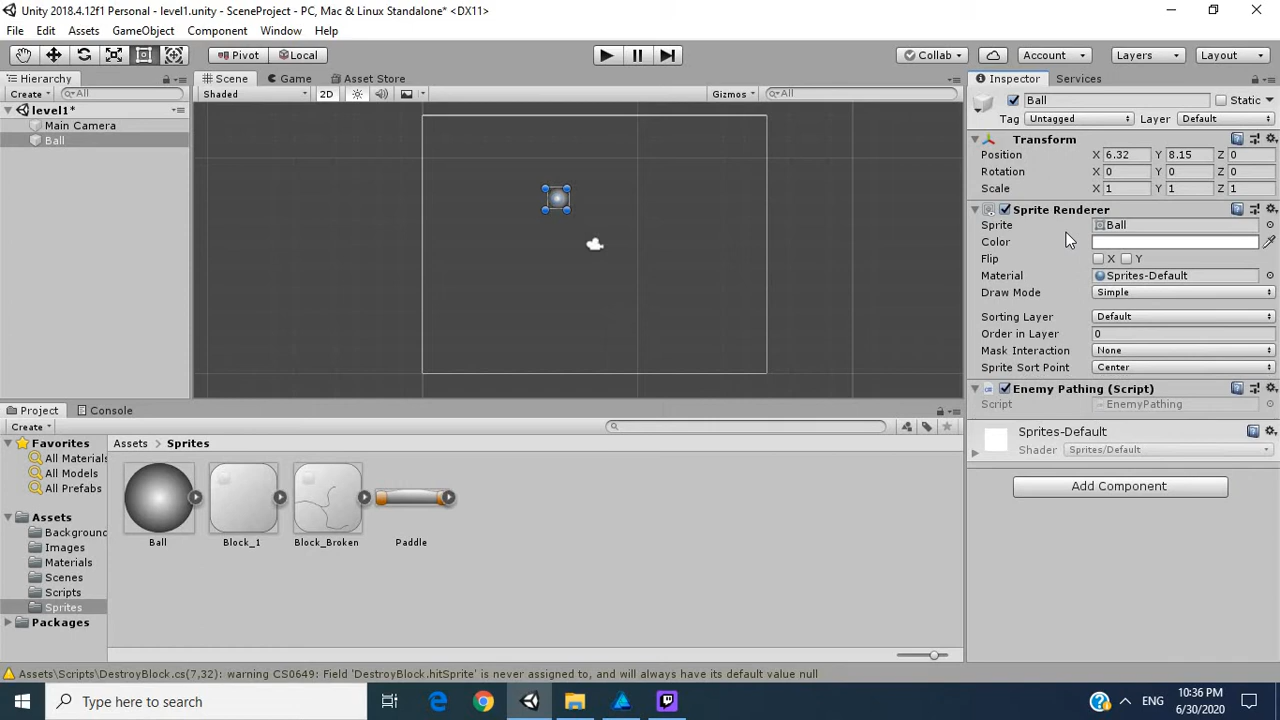 Unity 2018.4.12f1 Personal - level1.unity - SceneProject - PC, Mac & Linux Standalone* <DX11>
File Edit Assets GameObject Component Window Help
Pivot Local Collab Account Layers Layout
Hierarchy Scene Game Asset Store Inspector Services
Create All Shaded 2D Gizmos All Ball Static
level1*
Tag Untagged Layer Default
Main Camera
Ball
Transform
Position X 6.32 Y 8.15 Z 0
Rotation X 0 Y 0 Z 0
Scale X 1 Y 1 Z 1
Sprite Renderer
Sprite Ball
Color
Flip X Y
Material Sprites-Default
Draw Mode Simple
Sorting Layer Default
Order in Layer 0
Mask Interaction None
Sprite Sort Point Center
Enemy Pathing (Script)
Script EnemyPathing
Sprites-Default
Shader Sprites/Default
Add Component
Project Console
Create
Favorites
All Materials
All Models
All Prefabs
Assets
Background
Images
Materials
Scenes
Scripts
Sprites
Packages
Assets > Sprites
Ball Block_1 Block_Broken Paddle
Assets\Scripts\DestroyBlock.cs(7,32): warning CS0649: Field 'DestroyBlock.hitSprite' is never assigned to, and will always have its default value null
Type here to search
ENG
10:36 PM
6/30/2020